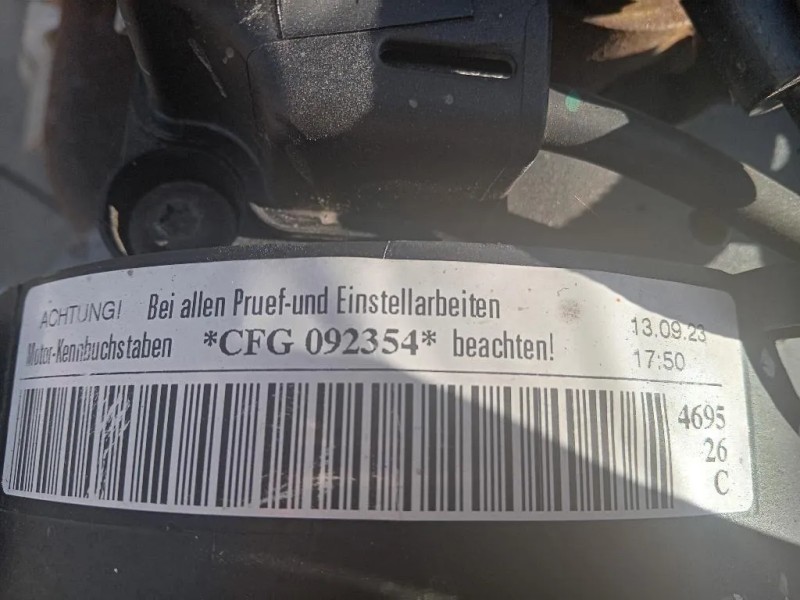 ACHTUNG! Bei allen Pruef-und Einstellarbeiten
Motor-Kennbuchstaben *CFG 092354* beachten!
13.09.23
17:50
4695
26
C